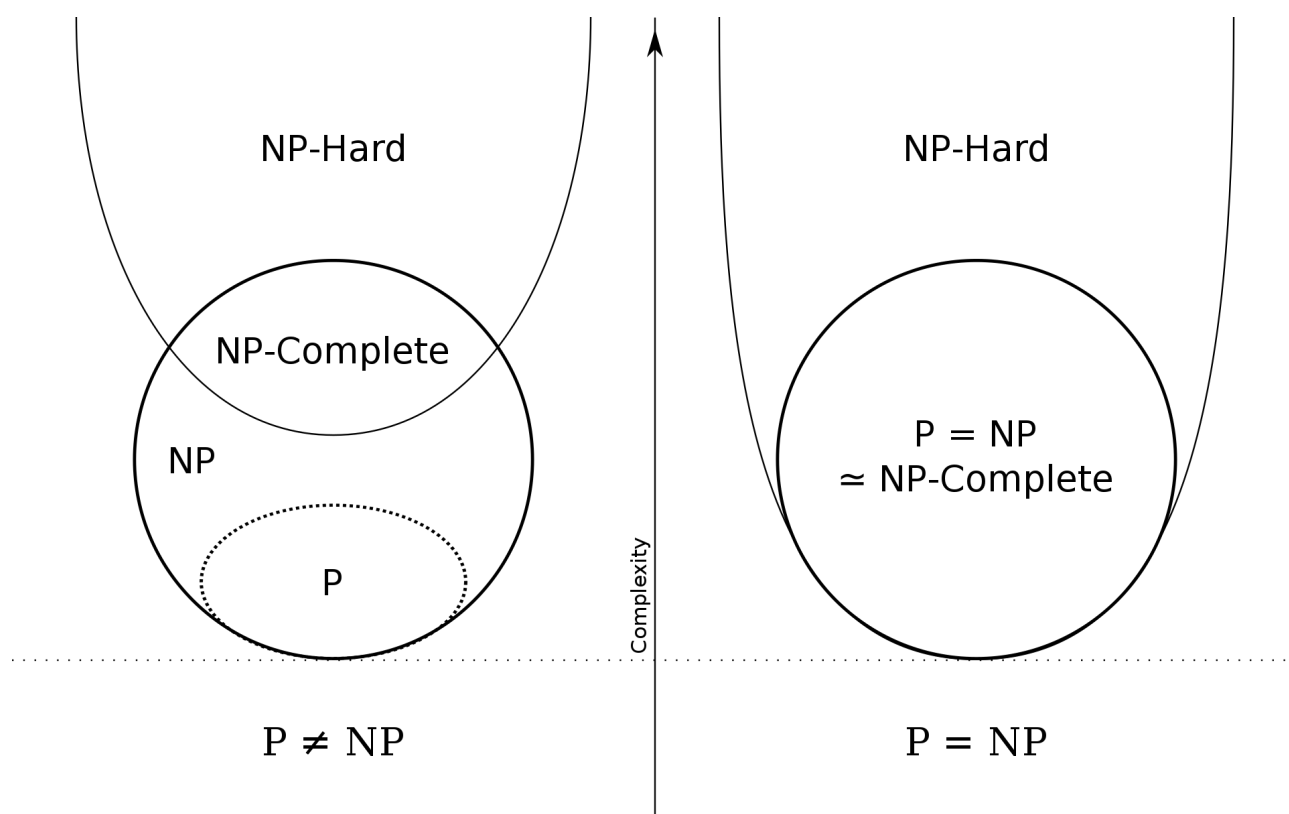 NP-Hard
NP-Complete
NP
P
P ≠ NP
Complexity
NP-Hard
P = NP
≃ NP-Complete
P = NP